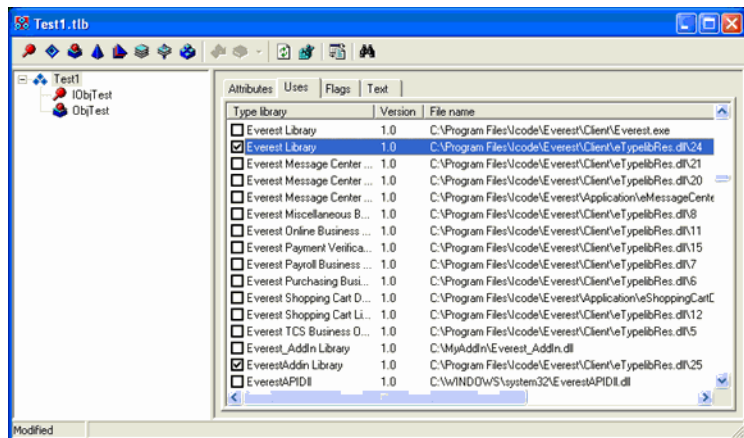 Test1.tlb
Test1
IObjTest
ObjTest
Attributes Uses Flags Text
Type library Version File name
Everest Library 1.0 C:\Program Files\Icode\Everest\Client\Everest.exe
Everest Library 1.0 C:\Program Files\Icode\Everest\Client\eTypelibRes.dll\24
Everest Message Center ... 1.0 C:\Program Files\Icode\Everest\Client\eTypelibRes.dll\21
Everest Message Center ... 1.0 C:\Program Files\Icode\Everest\Client\eTypelibRes.dll\20
Everest Message Center ... 1.0 C:\Program Files\Icode\Everest\Application\eMessageCente
Everest Miscellaneous B... 1.0 C:\Program Files\Icode\Everest\Client\eTypelibRes.dll\8
Everest Online Business ... 1.0 C:\Program Files\Icode\Everest\Client\eTypelibRes.dll\11
Everest Payment Verifica... 1.0 C:\Program Files\Icode\Everest\Client\eTypelibRes.dll\15
Everest Payroll Business ... 1.0 C:\Program Files\Icode\Everest\Client\eTypelibRes.dll\7
Everest Purchasing Busi... 1.0 C:\Program Files\Icode\Everest\Client\eTypelibRes.dll\6
Everest Shopping Cart D... 1.0 C:\Program Files\Icode\Everest\Application\eShoppingCartD
Everest Shopping Cart Li... 1.0 C:\Program Files\Icode\Everest\Client\eTypelibRes.dll\12
Everest TCS Business O... 1.0 C:\Program Files\Icode\Everest\Client\eTypelibRes.dll\5
Everest_AddIn Library 1.0 C:\MyAddIn\Everest_AddIn.dll
EverestAddin Library 1.0 C:\Program Files\Icode\Everest\Client\eTypelibRes.dll\25
EverestAPIDll 1.0 C:\WINDOWS\system32\EverestAPIDll.dll
Modified